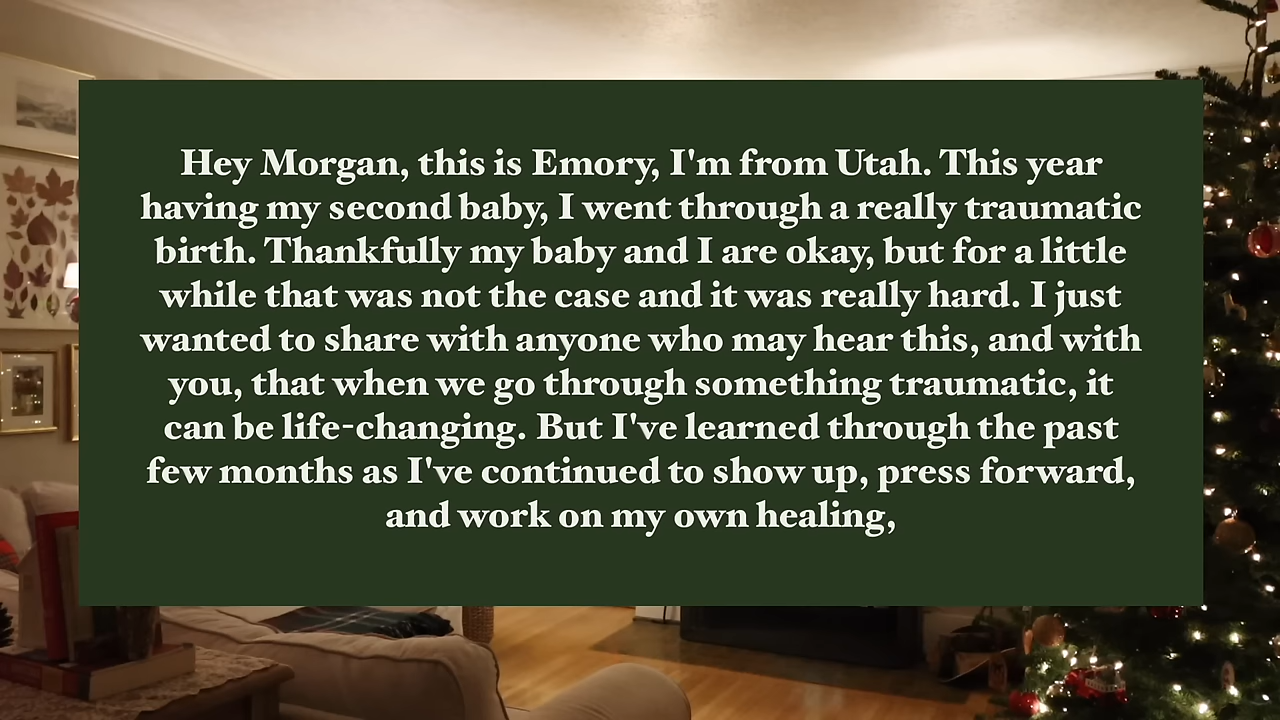 Hey Morgan, this is Emory, I'm from Utah. This year
having my second baby, I went through a really traumatic
birth. Thankfully my baby and I are okay, but for a little
while that was not the case and it was really hard. I just
wanted to share with anyone who may hear this, and with
you, that when we go through something traumatic, it
can be life-changing. But I've learned through the past
few months as I've continued to show up, press forward,
and work on my own healing,